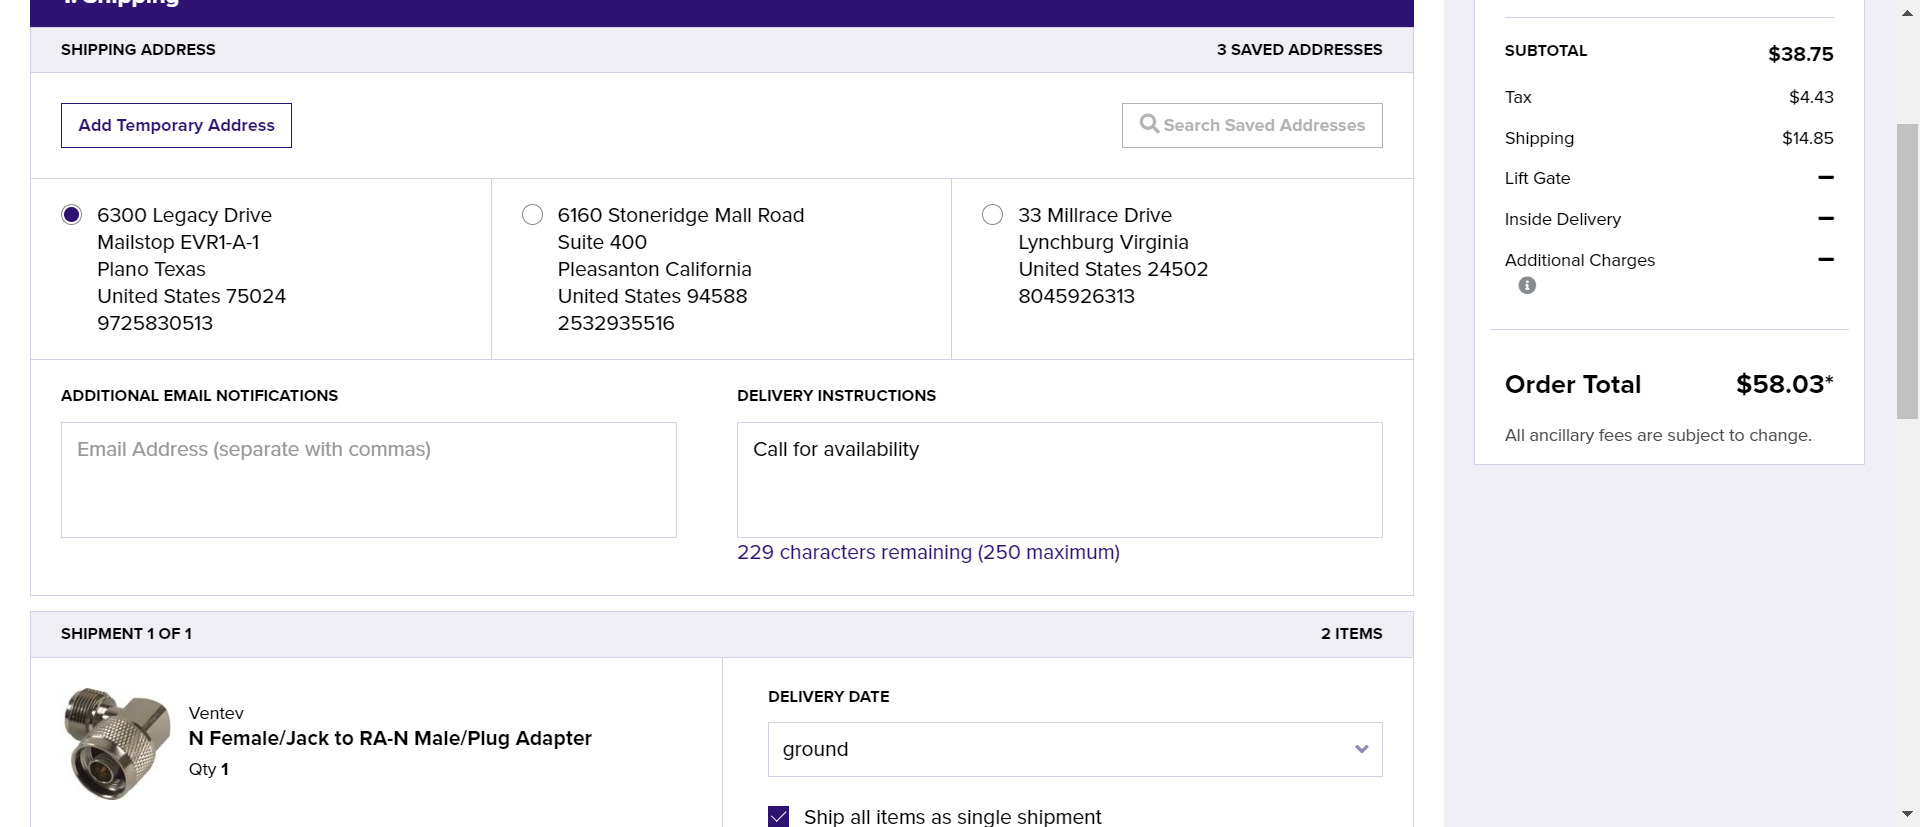 1. Shipping
SHIPPING ADDRESS
3 SAVED ADDRESSES
Add Temporary Address
Search Saved Addresses
6300 Legacy Drive
Mailstop EVR1-A-1
Plano Texas
United States 75024
9725830513
6160 Stoneridge Mall Road
Suite 400
Pleasanton California
United States 94588
2532935516
33 Millrace Drive
Lynchburg Virginia
United States 24502
8045926313
ADDITIONAL EMAIL NOTIFICATIONS
Email Address (separate with commas)
DELIVERY INSTRUCTIONS
Call for availability
229 characters remaining (250 maximum)
SHIPMENT 1 OF 1
2 ITEMS
Ventev
N Female/Jack to RA-N Male/Plug Adapter
Qty 1
DELIVERY DATE
ground
Ship all items as single shipment
SUBTOTAL $38.75
Tax $4.43
Shipping $14.85
Lift Gate –
Inside Delivery –
Additional Charges –
Order Total $58.03*
All ancillary fees are subject to change.